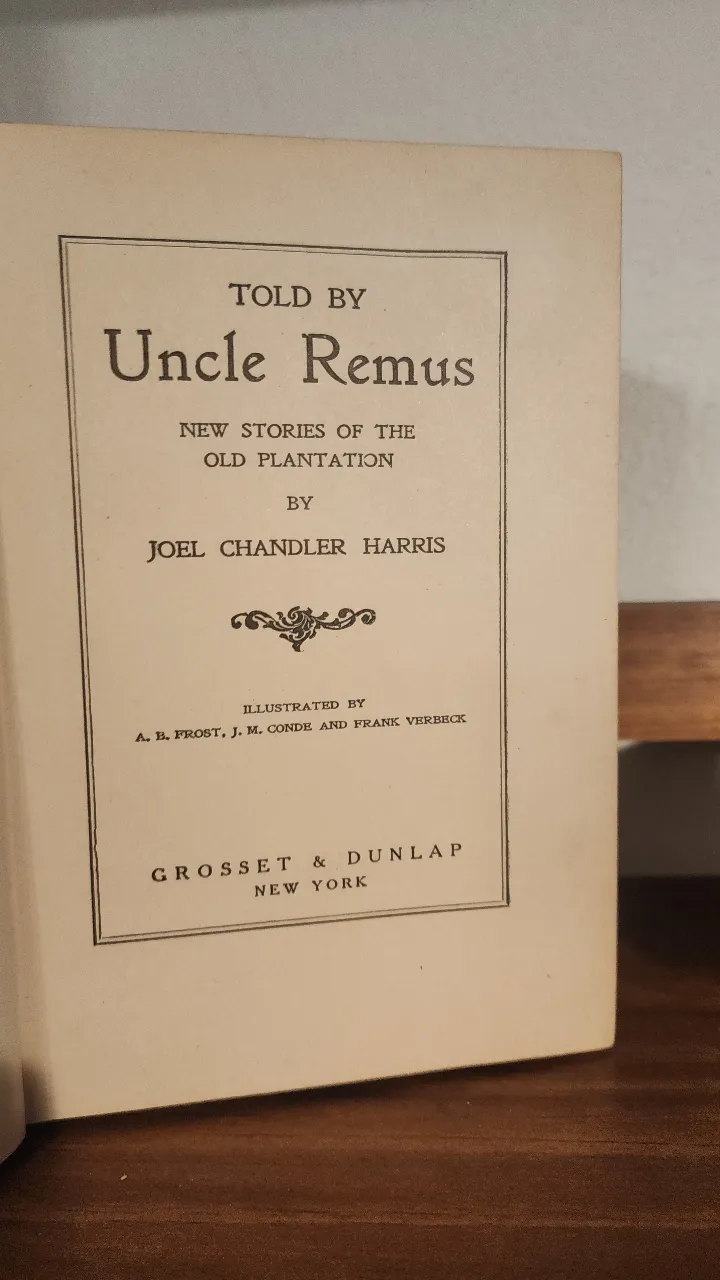 TOLD BY
Uncle Remus
NEW STORIES OF THE
OLD PLANTATION
BY
JOEL CHANDLER HARRIS
ILLUSTRATED BY
A. B. FROST, J. M. CONDE AND FRANK VERBECK
GROSSET & DUNLAP
NEW YORK